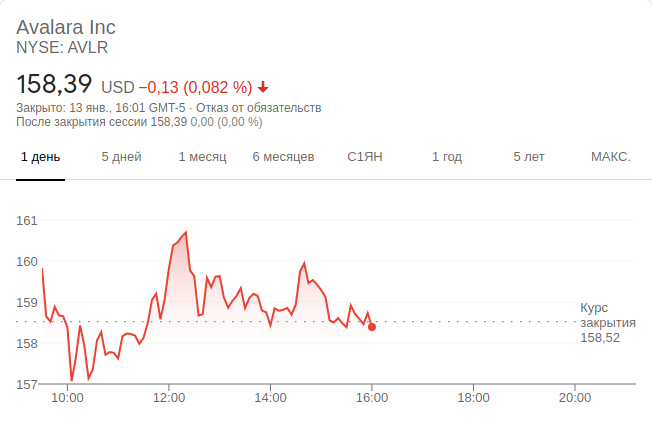 Avalara Inc
NYSE: AVLR
158,39 USD −0,13 (0,082 %)
Закрыто: 13 янв., 16:01 GMT-5 · Отказ от обязательств
После закрытия сессии 158,39 0,00 (0,00 %)
1 день 5 дней 1 месяц 6 месяцев С1ЯН 1 год 5 лет МАКС.
161
160
159
158
157
Курс
закрытия
158,52
10:00 12:00 14:00 16:00 18:00 20:00